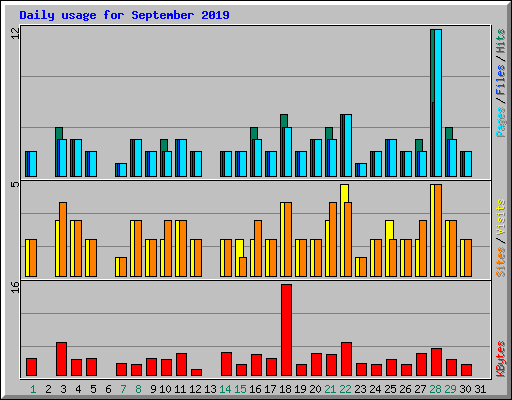 Daily usage for September 2019
12
Pages / Files / Hits
5
Sites / Visits
16
KBytes
1 2 3 4 5 6 7 8 9 10 11 12 13 14 15 16 17 18 19 20 21 22 23 24 25 26 27 28 29 30 31